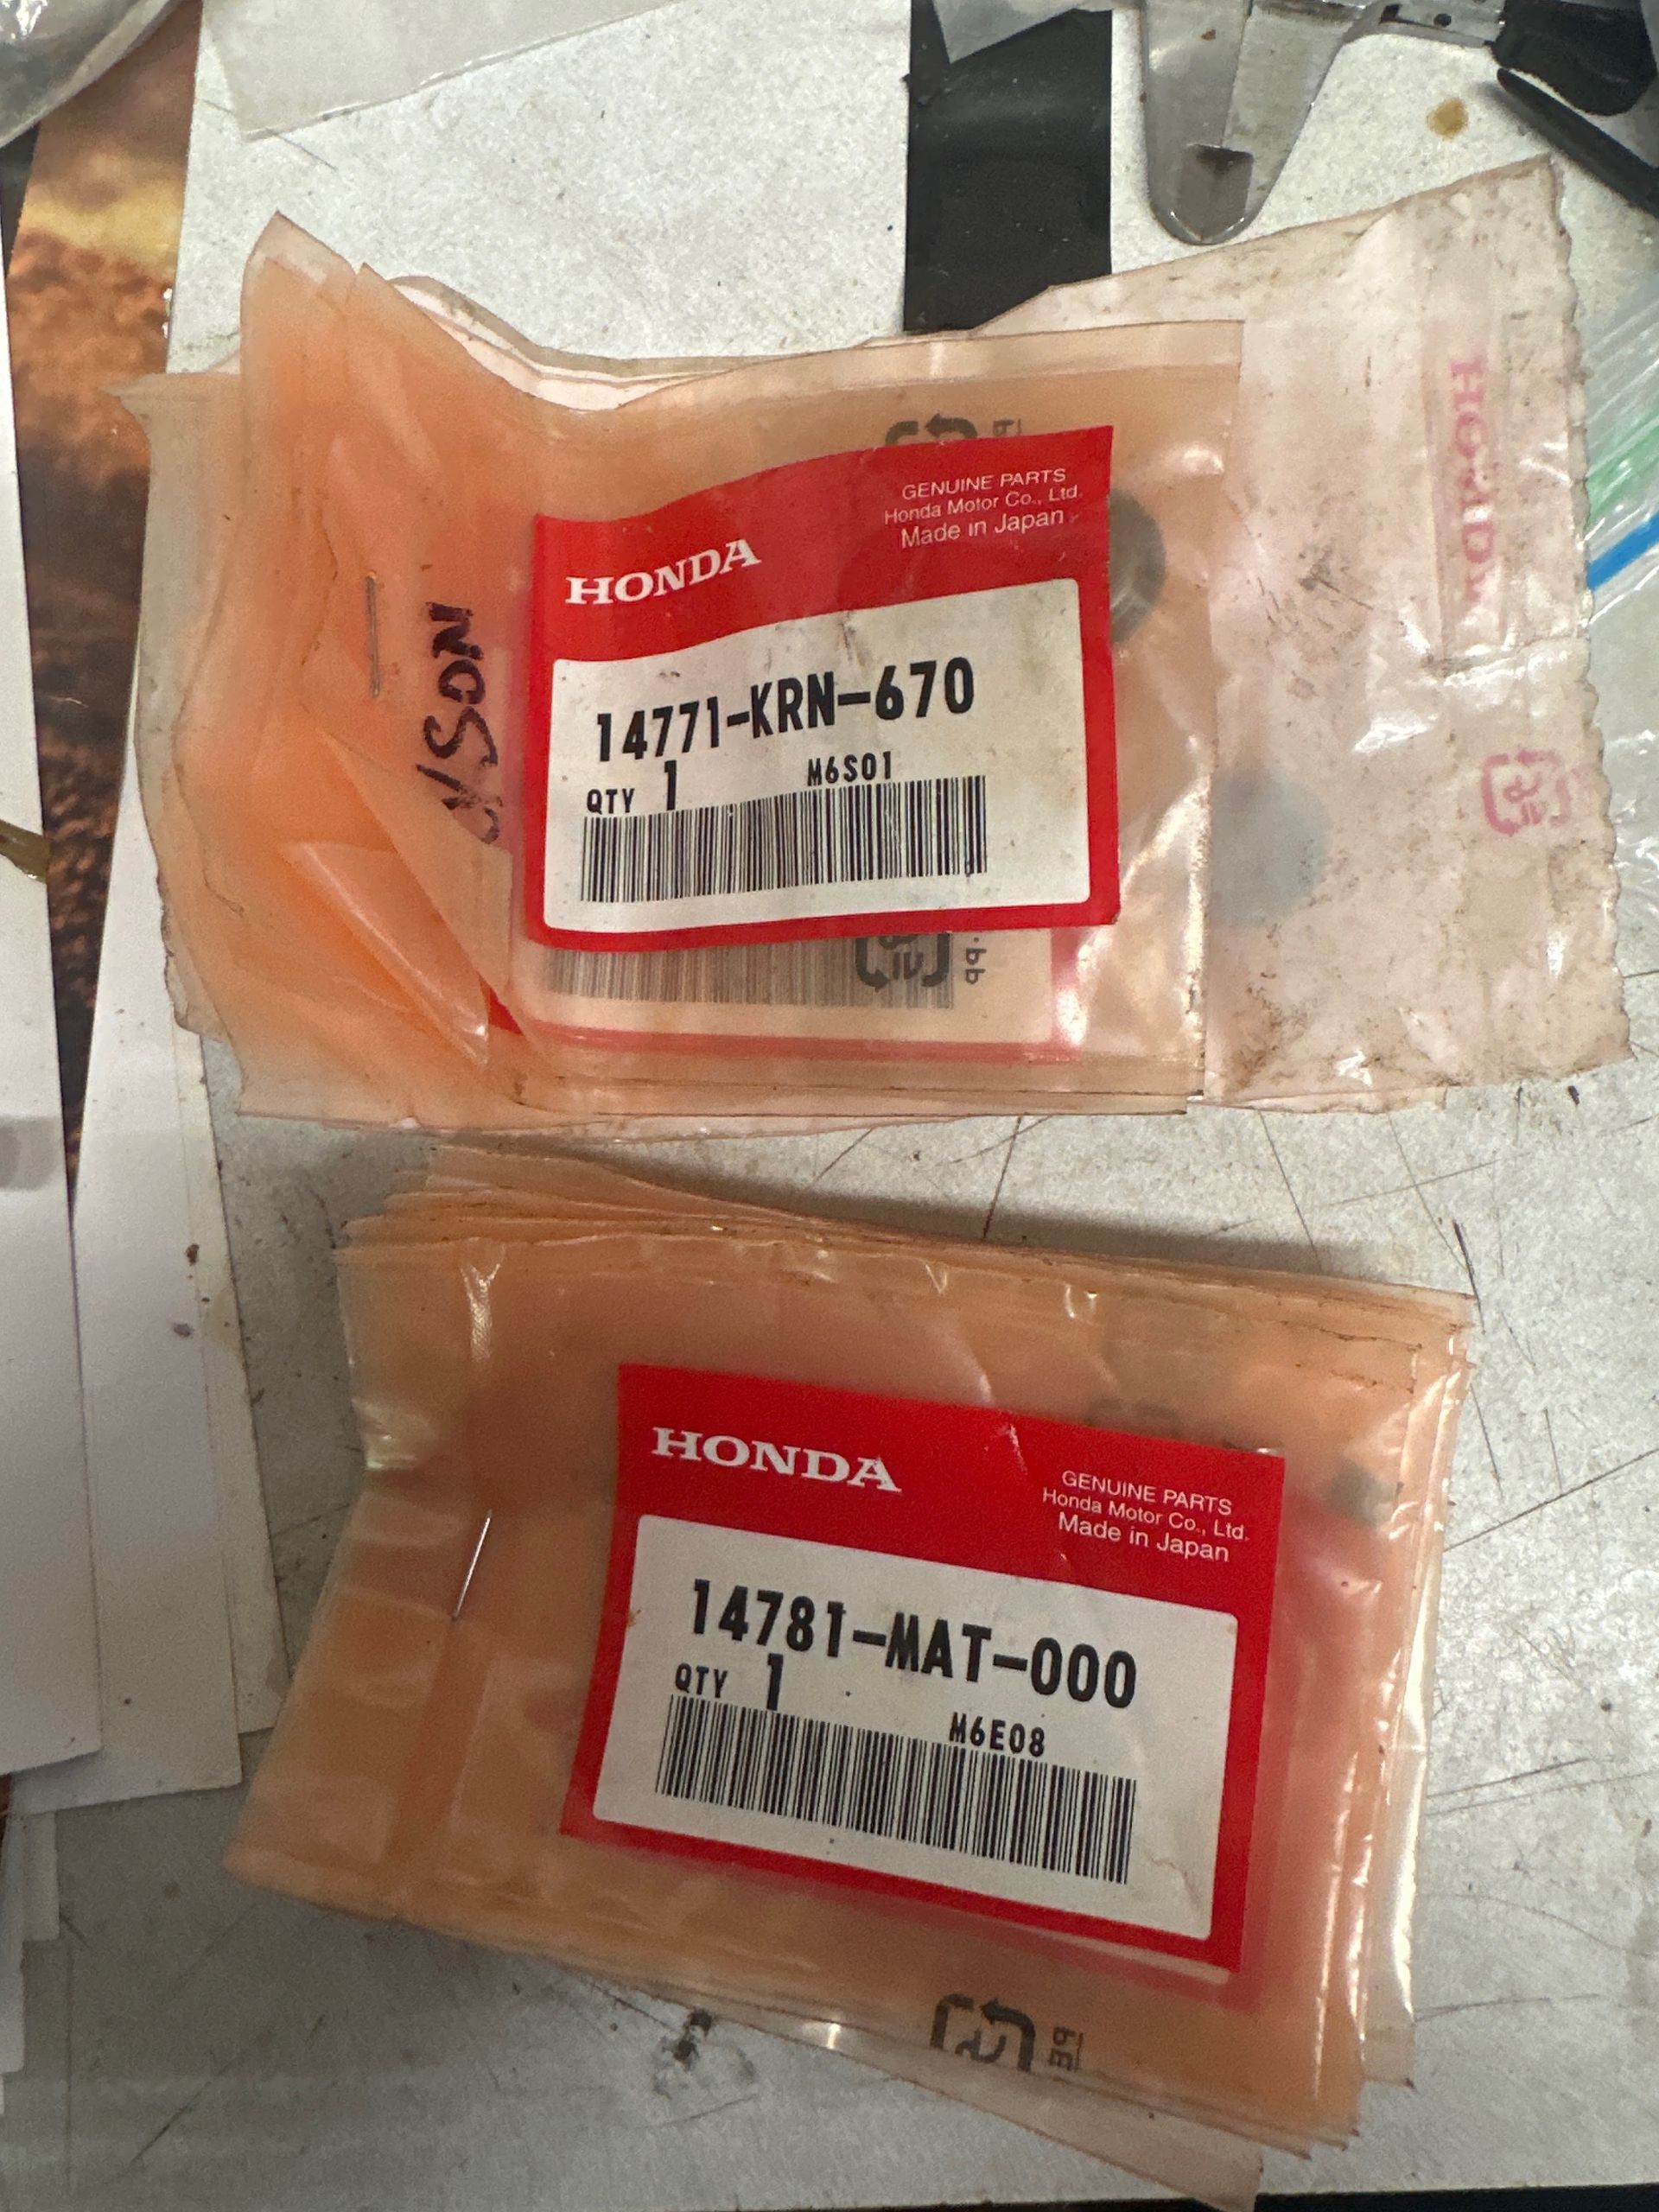 GENUINE PARTS
Honda Motor Co., Ltd.
Made in Japan
HONDA
14771-KRN-670
QTY 1 M6S01
HONDA
HONDA
GENUINE PARTS
Honda Motor Co., Ltd.
Made in Japan
14781-MAT-000
QTY 1
M6E08